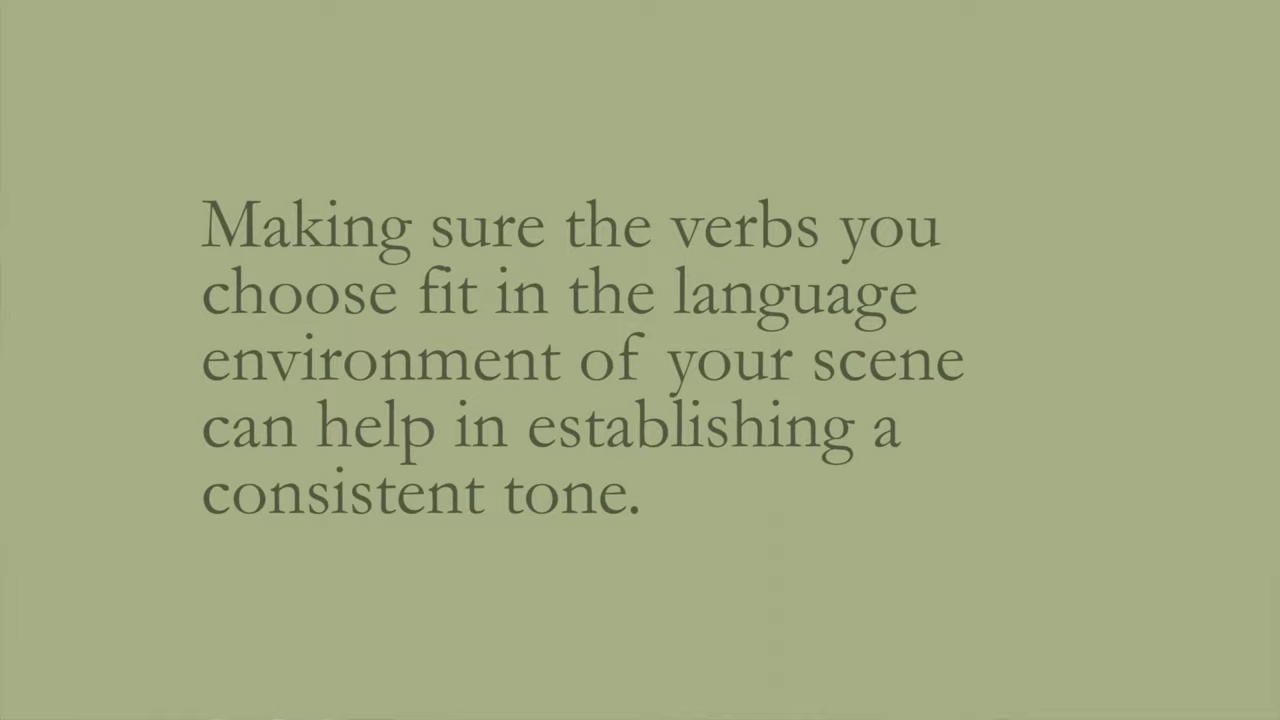 Making sure the verbs you
choose fit in the language
environment of your scene
can help in establishing a
consistent tone.